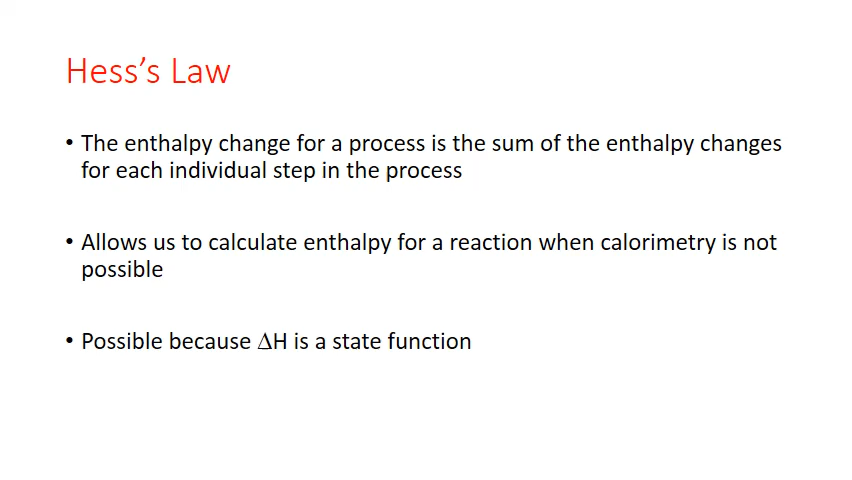 Hess’s Law
• The enthalpy change for a process is the sum of the enthalpy changes
for each individual step in the process
• Allows us to calculate enthalpy for a reaction when calorimetry is not
possible
• Possible because ΔH is a state function